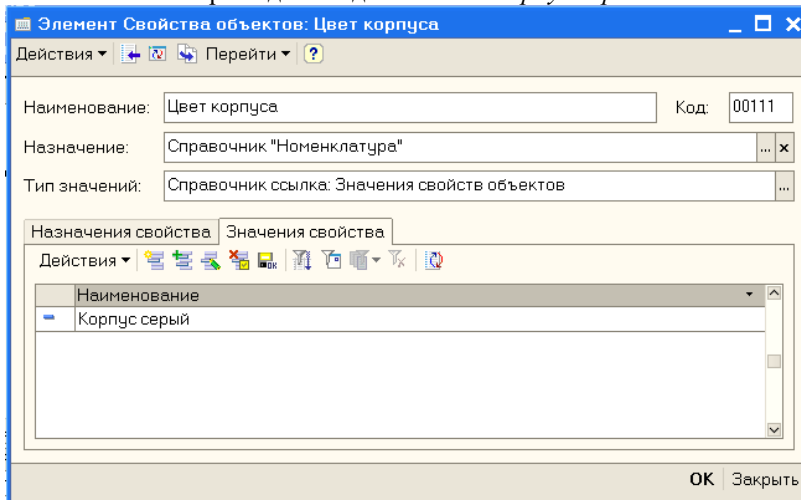 Элемент Свойства объектов: Цвет корпуса
Действия Перейти ?
Наименование: Цвет корпуса Код: 00111
Назначение: Справочник "Номенклатура" ... x
Тип значений: Справочник ссылка: Значения свойств объектов ...
Назначения свойства Значения свойства
Действия
Наименование
Корпус серый
OK Закрыть